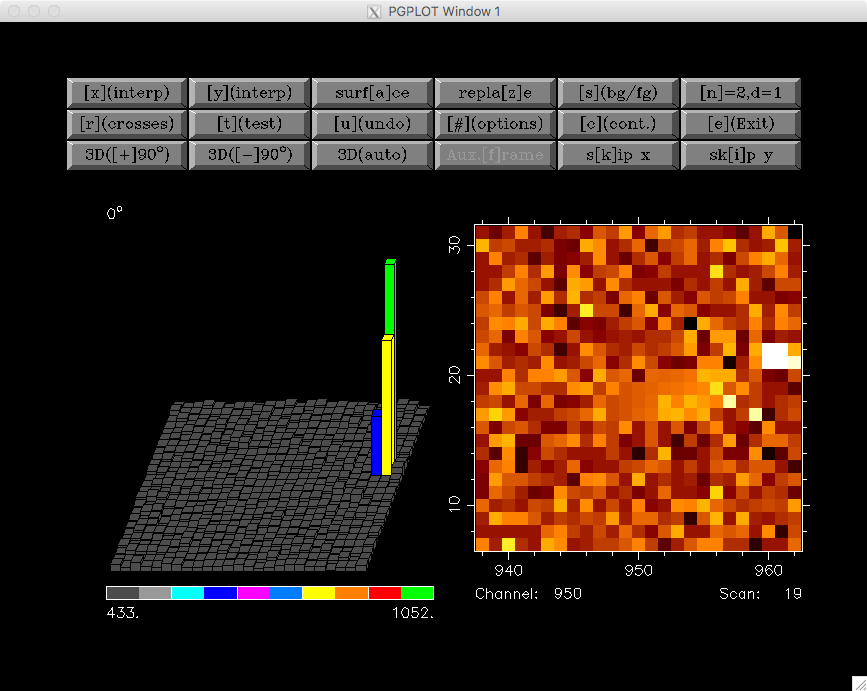 PGPLOT Window 1
[x](interp) [y](interp) surf[a]ce repla[z]e [s](bg/fg) [n]=2,d=1
[r](crosses) [t](test) [u](undo) [#](options) [c](cont.) [e](Exit)
3D([+]90°) 3D([−]90°) 3D(auto) Aux.[f]rame s[k]ip x sk[i]p y
0°
30
20
10
940 950 960
Channel: 950 Scan: 19
433. 1052.